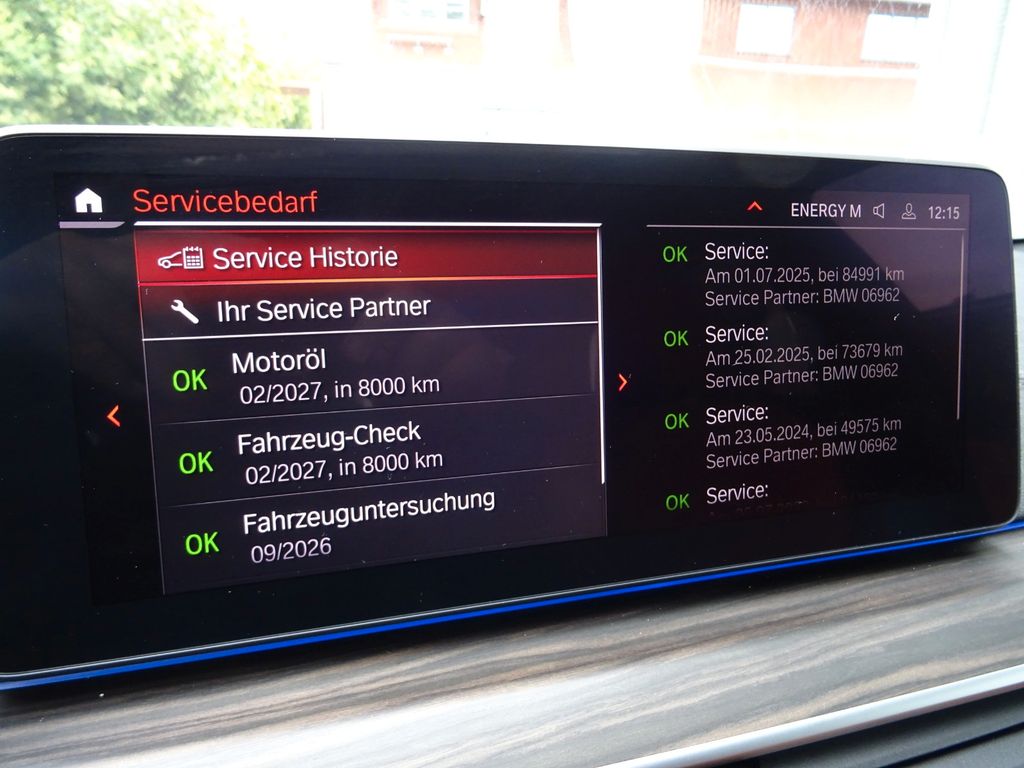 Servicebedarf
ENERGY M 12:15
Service Historie
Ihr Service Partner
OK Motoröl
02/2027, in 8000 km
OK Fahrzeug-Check
02/2027, in 8000 km
OK Fahrzeuguntersuchung
09/2026
OK Service:
Am 01.07.2025, bei 84991 km
Service Partner: BMW 06962
OK Service:
Am 25.02.2025, bei 73679 km
Service Partner: BMW 06962
OK Service:
Am 23.05.2024, bei 49575 km
Service Partner: BMW 06962
OK Service: